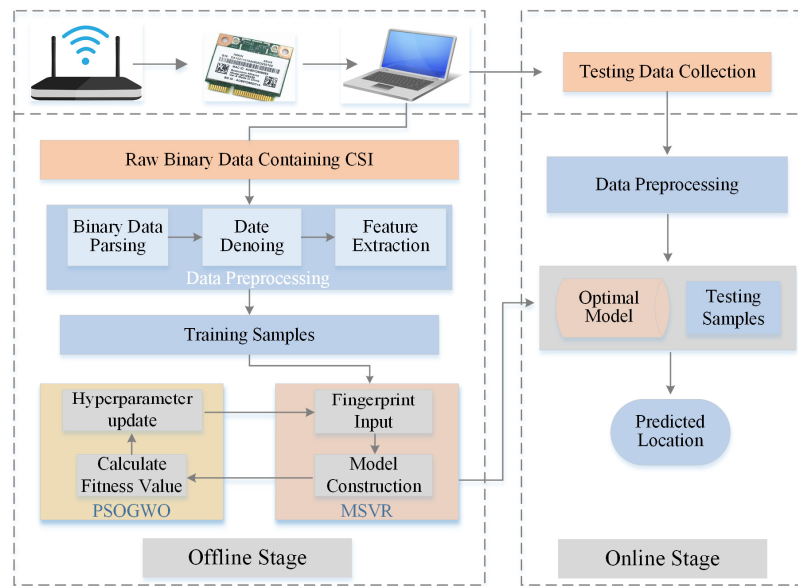 Testing Data Collection
Raw Binary Data Containing CSI
Binary Data
Parsing
Date
Denoing
Feature
Extraction
Data Preprocessing
Training Samples
Hyperparameter
update
Calculate
Fitness Value
PSOGWO
Fingerprint
Input
Model
Construction
MSVR
Offline Stage
Data Preprocessing
Optimal
Model
Testing
Samples
Predicted
Location
Online Stage